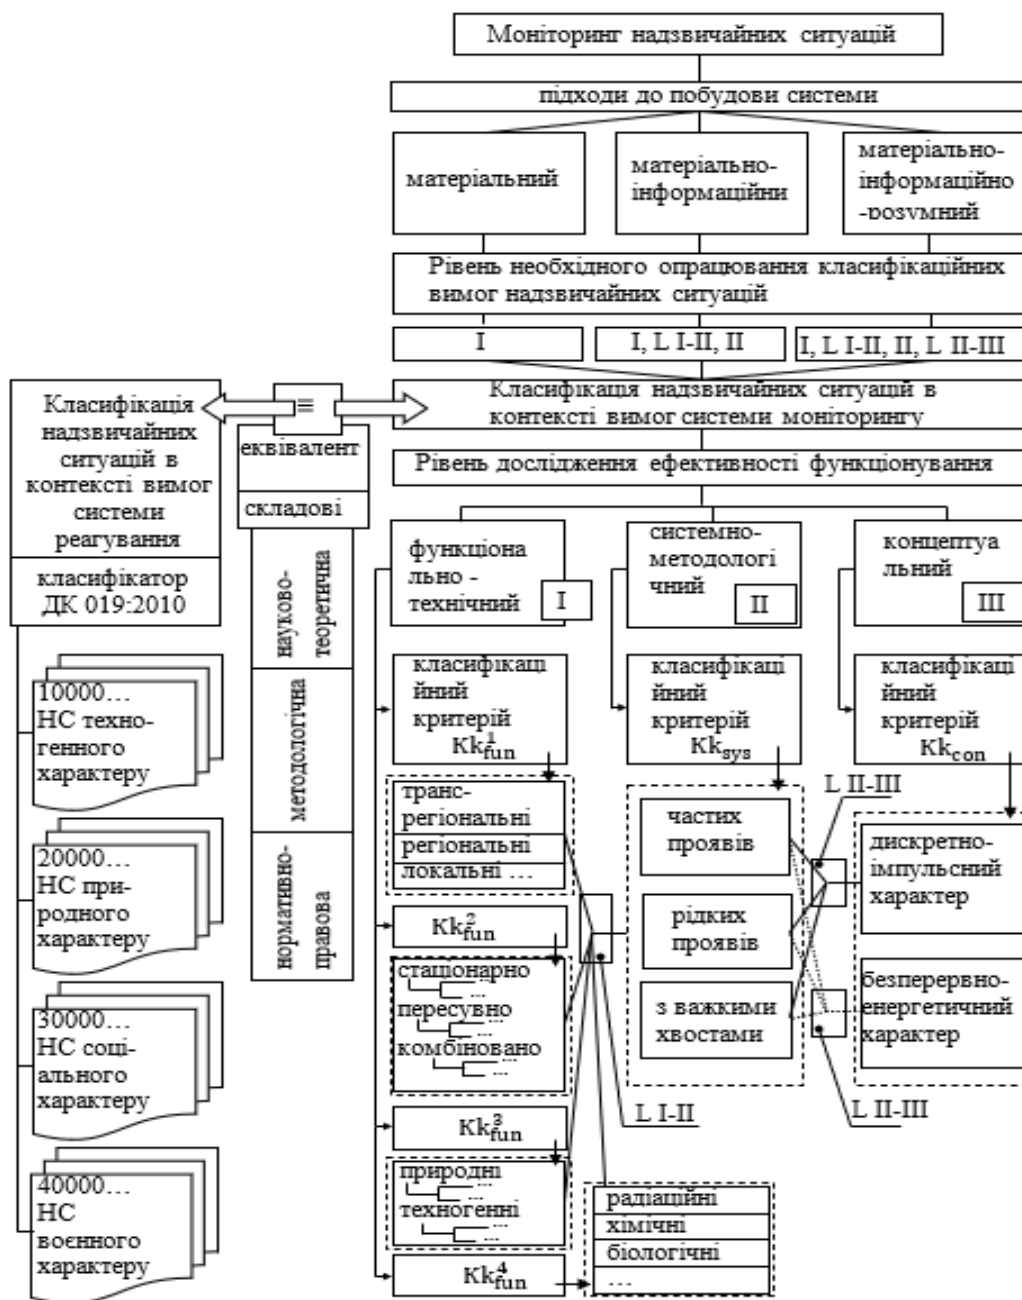 Моніторинг надзвичайних ситуацій
підходи до побудови системи
матеріальний
матеріально-
інформаційни
матеріально-
інформаційно
-розумний
Рівень необхідного опрацювання класифікаційних
вимог надзвичайних ситуацій
I
I, L I-II, II
I, L I-II, II, L II-III
Класифікація
надзвичайних
ситуацій в
контексті вимог
системи
реагування
≡
Класифікація надзвичайних ситуацій в
контексті вимог системи моніторингу
еквівалент
складові
Рівень дослідження ефективності функціонування
класифікатор
ДК 019:2010
науково-
теоретична
методологічна
нормативно-
правова
функціона
льно -
технічний
I
системно-
методологі
чний
II
концептуа
льний
III
10000…
НС техно-
генного
характеру
20000…
НС при-
родного
характеру
30000…
НС соці-
ального
характеру
40000…
НС
воєнного
характеру
класифікаці
йний
критерій
Kk¹fun
класифікаці
йний
критерій
Kksys
класифікаці
йний
критерій
Kkcon
транс-
регіональні
регіональні
локальні …
Kk²fun
стаціонарно
...
...
пересувно
...
...
комбіновано
...
...
Kk³fun
природні
...
...
техногенні
...
...
Kk⁴fun
радіаційні
хімічні
біологічні
…
L I-II
частих
проявів
рідких
проявів
з важкими
хвостами
L II-III
L II-III
дискретно-
імпульсний
характер
безперервно-
енергетичний
характер